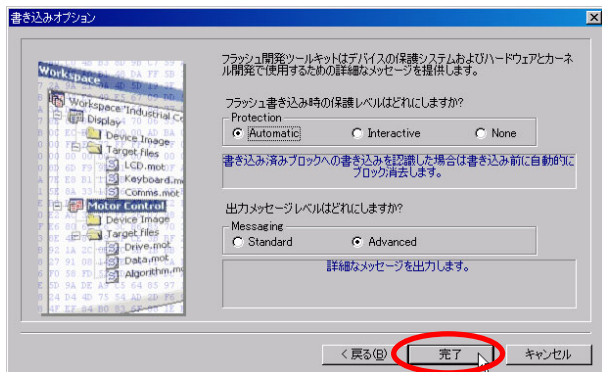 書き込みオプション
フラッシュ開発ツールキットはデバイスの保護システムおよびハードウェアとカーネ
ル開発で使用するための詳細なメッセージを提供します。
フラッシュ書き込み時の保護レベルはどれにしますか?
Protection
Automatic
Interactive
None
書き込み済みブロックへの書き込みを認識した場合は書き込み前に自動的に
ブロック消去します。
出力メッセージレベルはどれにしますか?
Messaging
Standard
Advanced
詳細なメッセージを出力します。
Workspace
Workspace "Industrial Co
Display
Device Image
Target files
LCD.mot
Keyboard.m
Comms.mot
Motor Control
Device Image
Target files
Drive.mot
Data.mot
Algorithm.mo
< 戻る(B)
完了
キャンセル